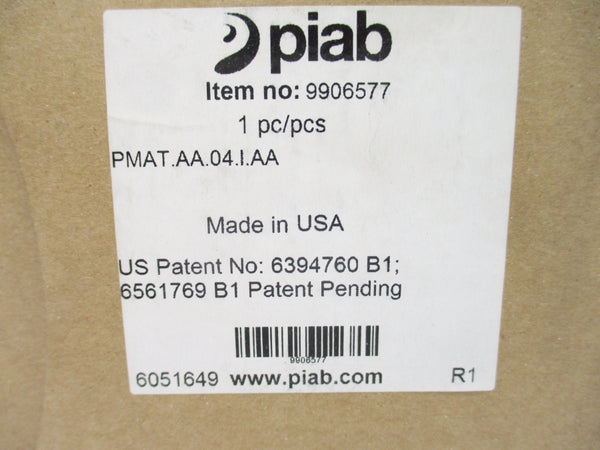 piab
Item no: 9906577
1 pc/pcs
PMAT.AA.04.I.AA
Made in USA
US Patent No: 6394760 B1;
6561769 B1 Patent Pending
9906577
6051649 www.piab.com R1